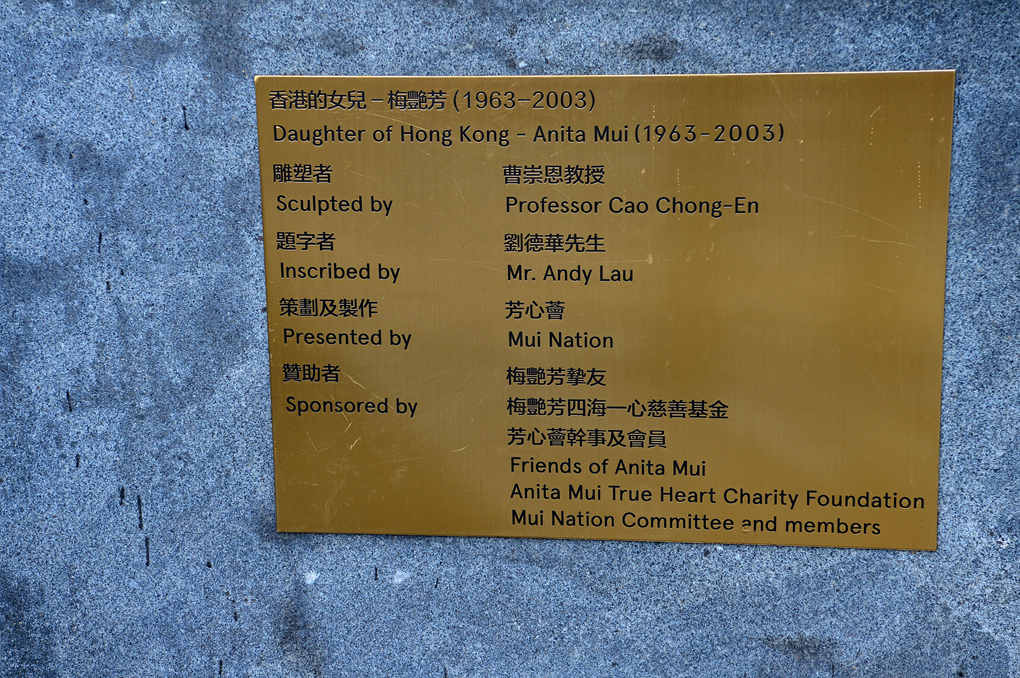 香港的女兒－梅艷芳 (1963-2003)
Daughter of Hong Kong - Anita Mui (1963-2003)
雕塑者 曹崇恩教授
Sculpted by Professor Cao Chong-En
題字者 劉德華先生
Inscribed by Mr. Andy Lau
策劃及製作 芳心薈
Presented by Mui Nation
贊助者 梅艷芳摯友
Sponsored by 梅艷芳四海一心慈善基金
芳心薈幹事及會員
Friends of Anita Mui
Anita Mui True Heart Charity Foundation
Mui Nation Committee and members